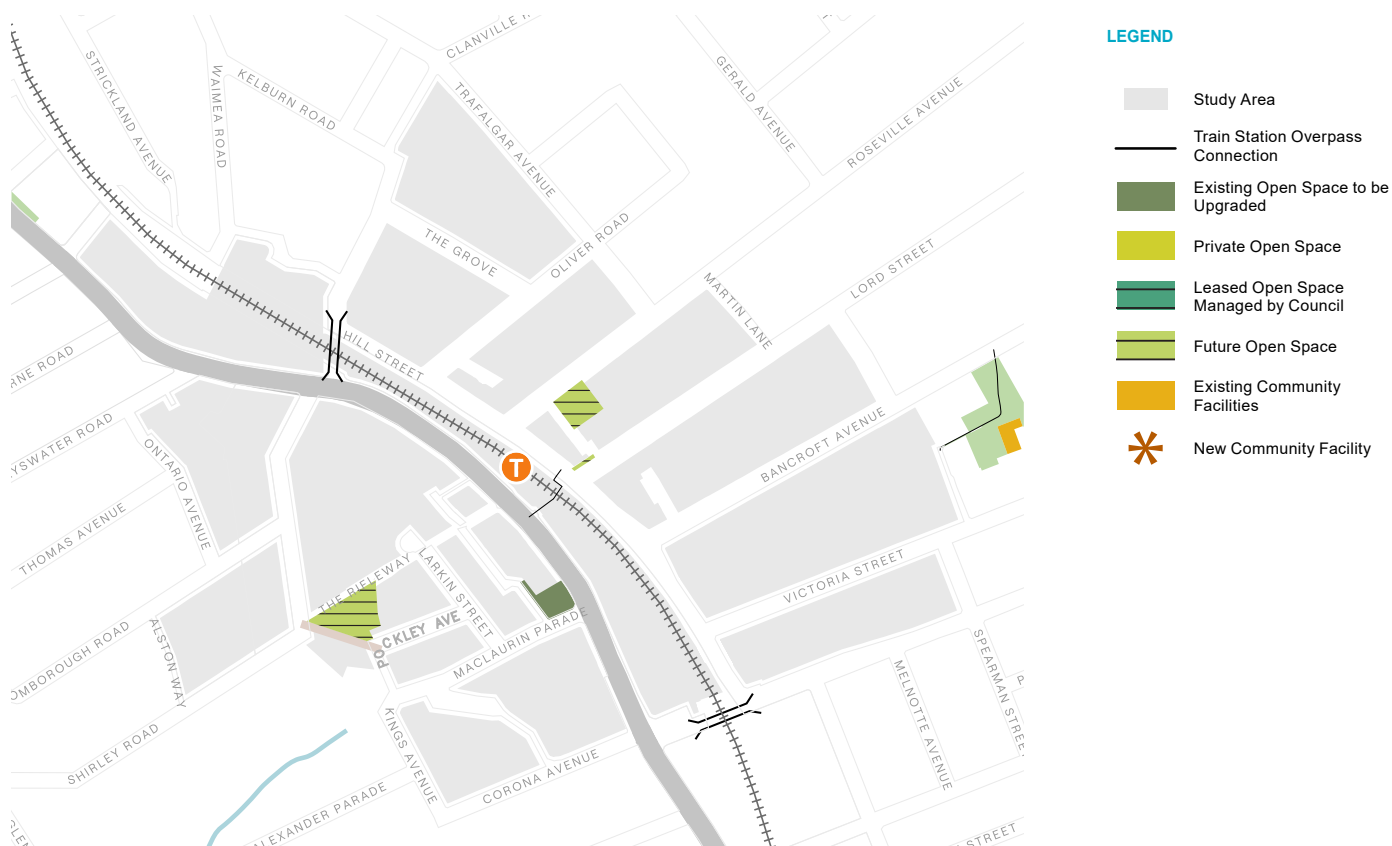 CLANVILLE R
STRICKLAND AVENUE
WAIMEA ROAD
KELBURN ROAD
TRAFALGAR AVENUE
GERALD AVENUE
ROSEVILLE AVENUE
THE GROVE
OLIVER ROAD
LORD STREET
MARTIN LANE
HILL STREET
RNE ROAD
YSWATER ROAD
ONTARIO AVENUE
BANCROFT AVENUE
T
THOMAS AVENUE
THE RIFLEWAY
LARKIN STREET
VICTORIA STREET
POCKLEY AVE
MACLAURIN PARADE
OMBOROUGH ROAD
ALSTON WAY
SPEARMAN STREE
MELNOTTE AVENUE
P
KINGS AVENUE
SHIRLEY ROAD
CORONA AVENUE
ALEXANDER PARADE
GLEN
STREET
LEGEND
Study Area
Train Station Overpass
Connection
Existing Open Space to be
Upgraded
Private Open Space
Leased Open Space
Managed by Council
Future Open Space
Existing Community
Facilities
New Community Facility